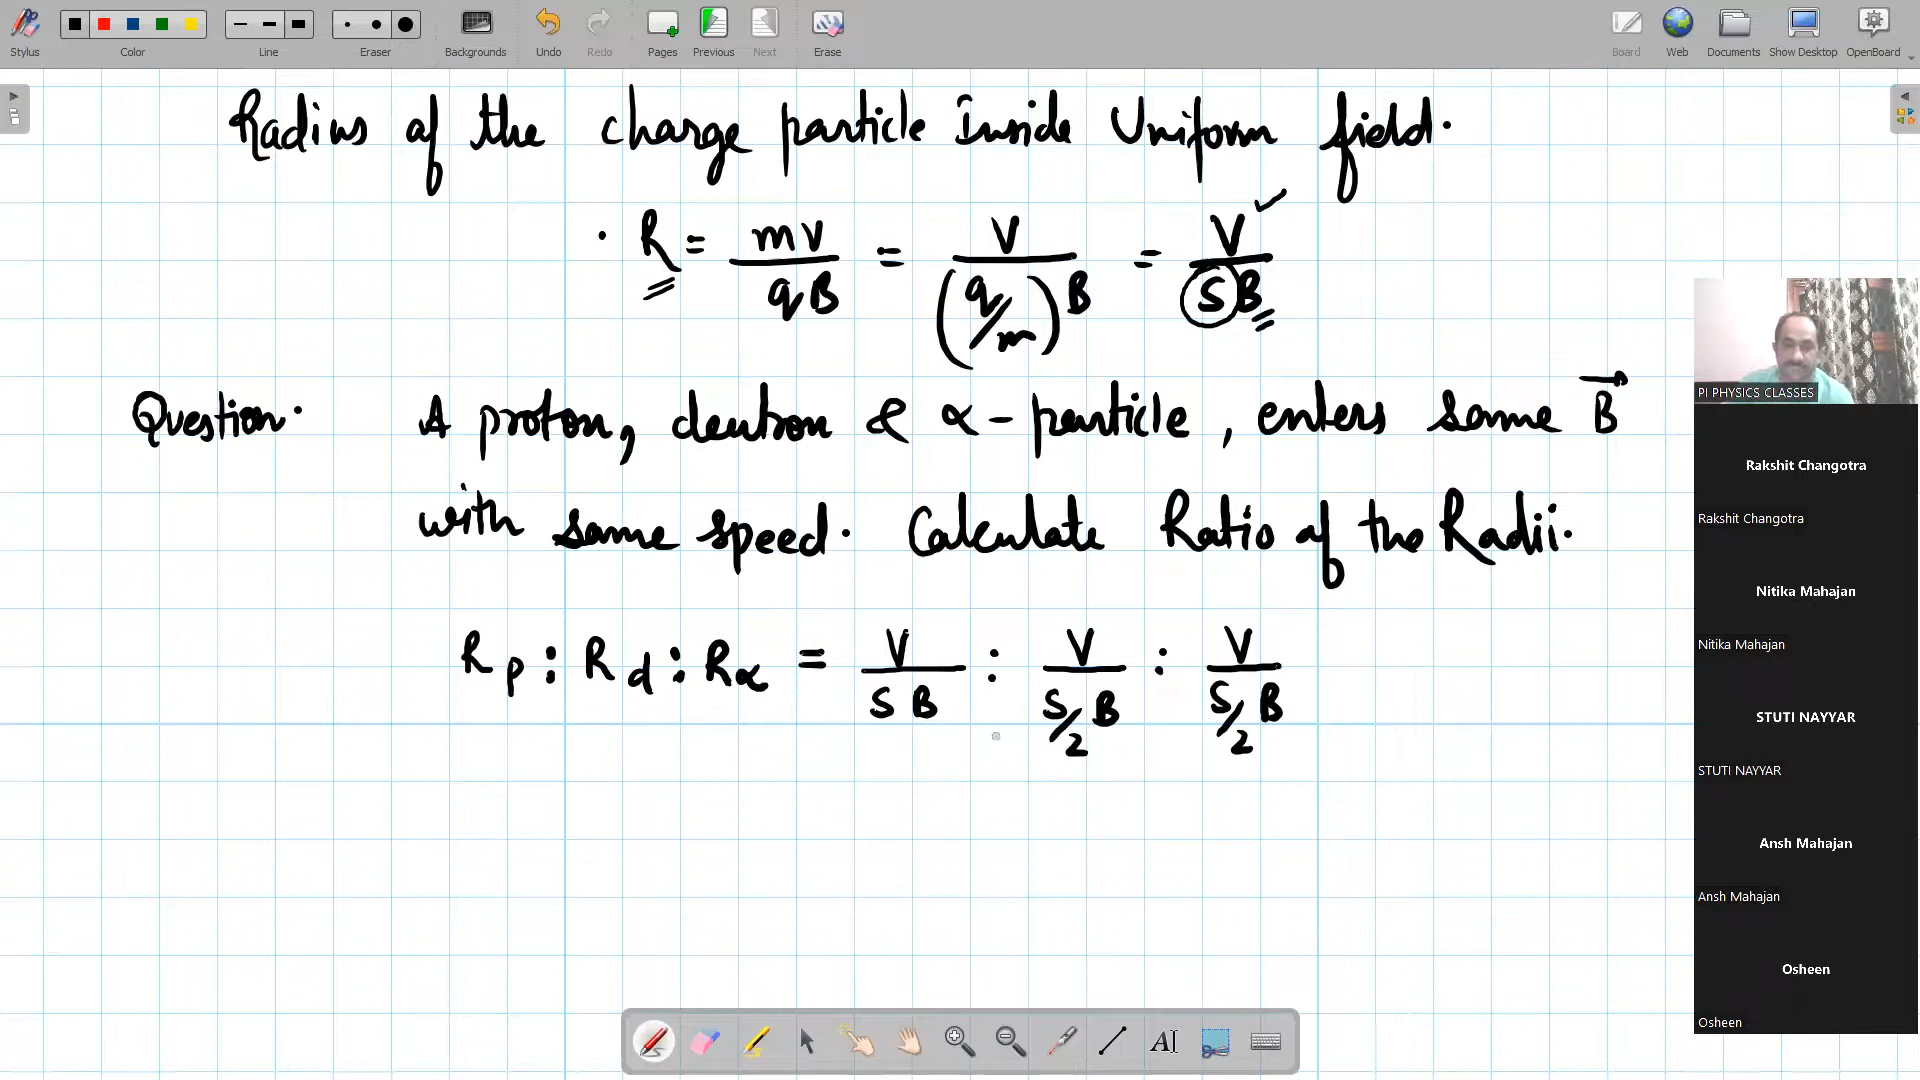 Stylus Color Line Eraser Backgrounds Undo Redo Pages Previous Next Erase Board Web Documents Show Desktop OpenBoard
Radius of the charge particle Inside Uniform field.
. R = mv/qB = V/(q/m)B = V/SB ✓
Question. A proton, deutron & α-particle, enters same B⃗
with same speed. Calculate Ratio of the Radii.
Rp : Rd : Rα = V/SB : V/(S/2 B) : V/(S/2 B)
PI PHYSICS CLASSES
Rakshit Changotra
Rakshit Changotra
Nitika Mahajan
Nitika Mahajan
STUTI NAYYAR
STUTI NAYYAR
Ansh Mahajan
Ansh Mahajan
Osheen
Osheen